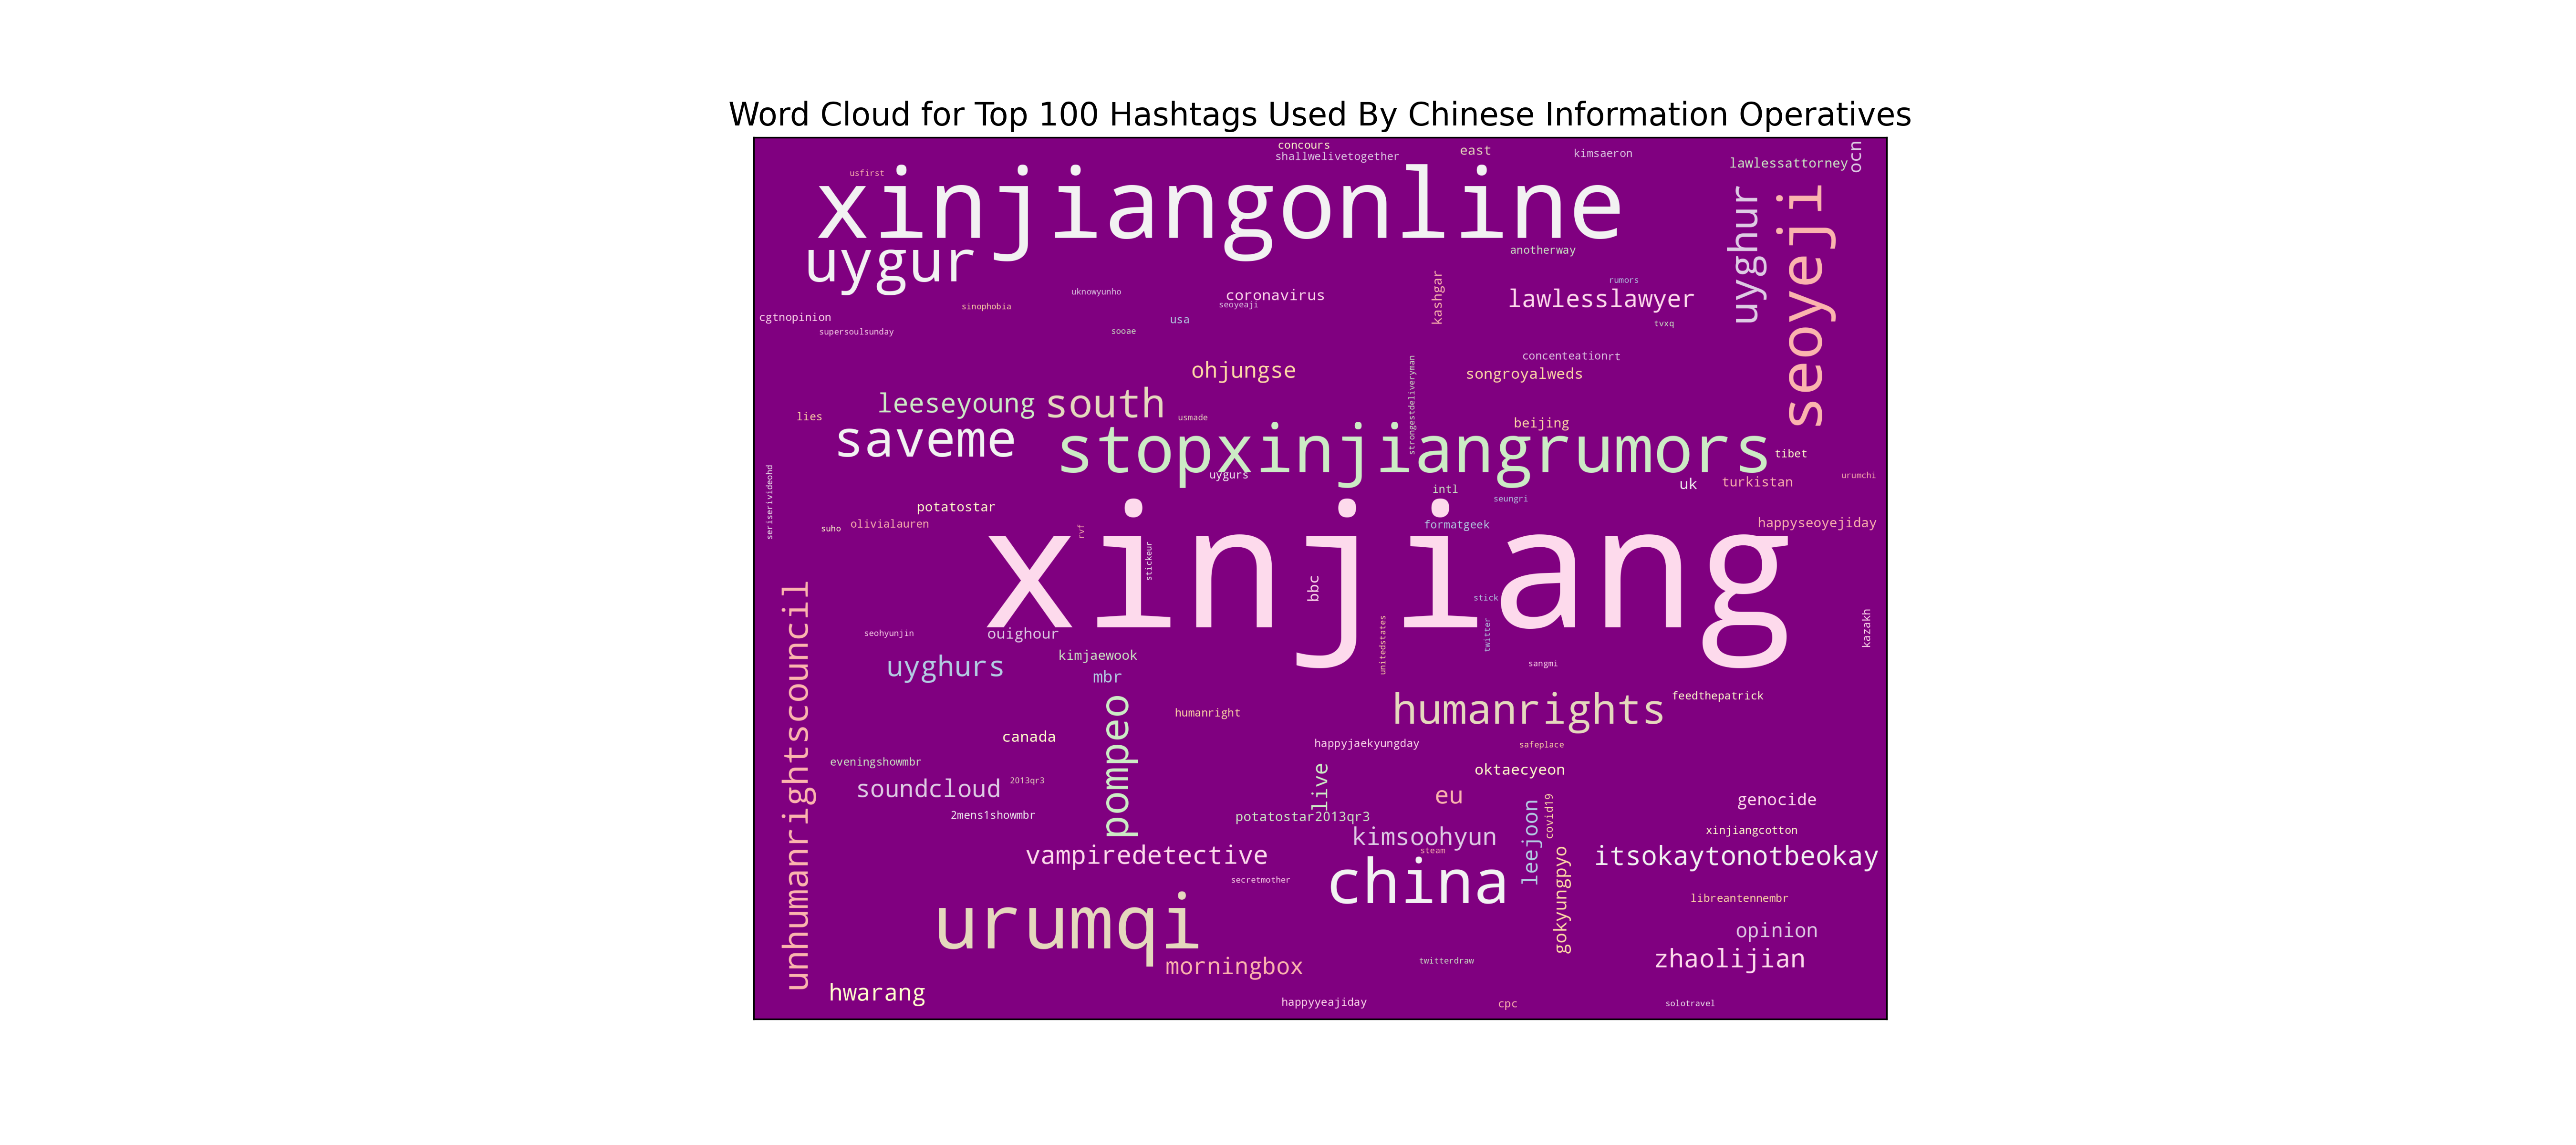 Word Cloud for Top 100 Hashtags Used By Chinese Information Operatives
concours
shallwelivetogether
east
kimsaeron
lawlessattorney
ocn
usfirst
xinjiangonline
uyghur
seoyeji
uygur
anotherway
rumors
kashgar
coronavirus
lawlesslawyer
uknowyunho
seoyeaji
sinophobia
cgtnopinion
usa
tvxq
supersoulsunday
sooae
concenteationrt
ohjungse
songroyalweds
strongestdeliveryman
leeseyoung
south
lies
usmade
beijing
saveme
stopxinjiangrumors
tibet
uygurs
urumchi
uk
turkistan
intl
seriserivideohd
seungri
potatostar
suho
olivialauren
rvf
formatgeek
happyseoyejiday
xinjiang
stickeur
bbc
stick
unhumanrightscouncil
seohyunjin
ouighour
unitedstates
twitter
kazakh
kimjaewook
sangmi
uyghurs
mbr
pompeo
humanrights
feedthepatrick
humanright
canada
happyjaekyungday
safeplace
eveningshowmbr
oktaecyeon
soundcloud
2013qr3
live
eu
genocide
2mens1showmbr
potatostar2013qr3
leejoon
covid19
kimsoohyun
xinjiangcotton
vampiredetective
steam
itsokaytonotbeokay
secretmother
china
gokyungpyo
libreantennembr
urumqi
opinion
morningbox
twitterdraw
zhaolijian
hwarang
happyyeajiday
cpc
solotravel